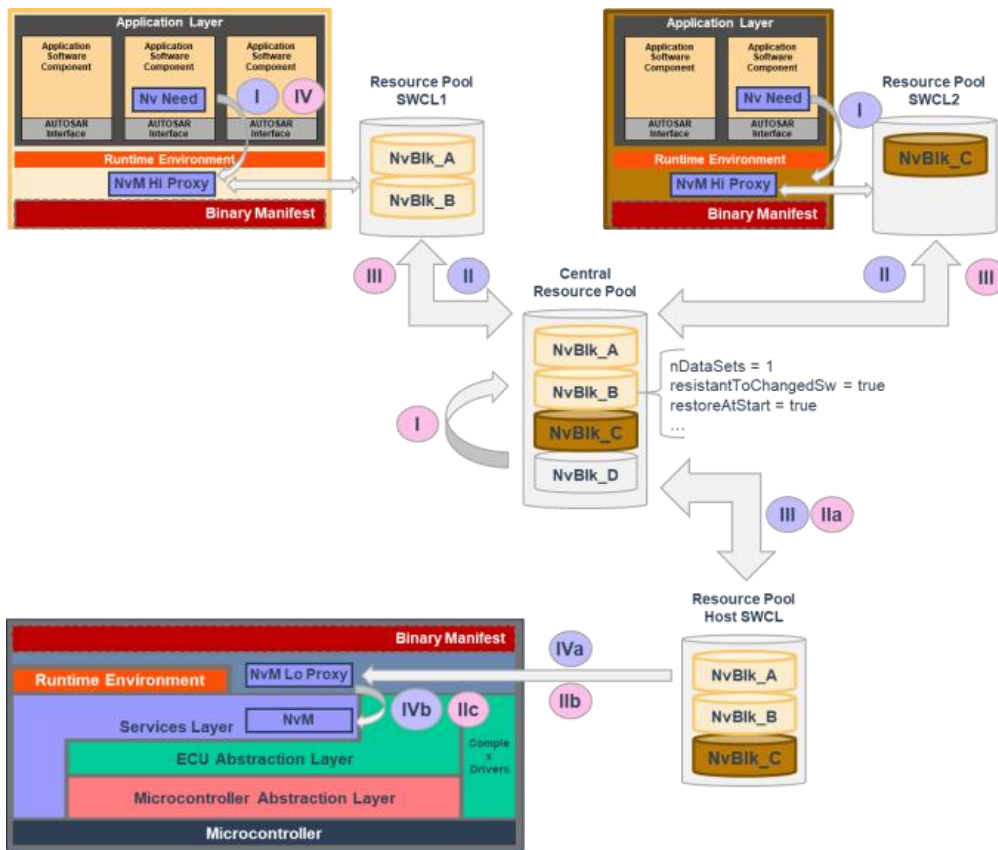 Application Layer
Application
Software
Component
Application
Software
Component
Application
Software
Component
Nv Need
I
IV
AUTOSAR
Interface
AUTOSAR
Interface
AUTOSAR
Interface
Runtime Environment
NvM Hi Proxy
Binary Manifest
Resource Pool
SWCL1
NvBlk_A
NvBlk_B
Application Layer
Application
Software
Component
Application
Software
Component
Nv Need
I
AUTOSAR
Interface
AUTOSAR
Interface
Runtime Environment
NvM Hi Proxy
Binary Manifest
Resource Pool
SWCL2
NvBlk_C
III
II
II
III
Central
Resource Pool
NvBlk_A
NvBlk_B
NvBlk_C
NvBlk_D
nDataSets = 1
resistantToChangedSw = true
restoreAtStart = true
...
I
III
IIa
Resource Pool
Host SWCL
NvBlk_A
NvBlk_B
NvBlk_C
IVa
IIb
Binary Manifest
Runtime Environment
NvM Lo Proxy
IVb
IIc
Services Layer
NvM
ECU Abstraction Layer
Comple
x
Drivers
Microcontroller Abstraction Layer
Microcontroller